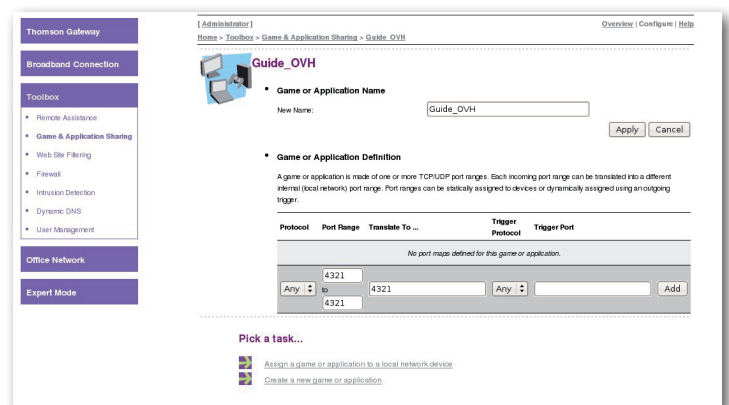 Thomson Gateway
Broadband Connection
Toolbox
Remote Assistance
Game & Application Sharing
Web Site Filtering
Firewall
Intrusion Detection
Dynamic DNS
User Management
Office Network
Expert Mode
[ Administrator ]
Overview | Configure | Help
Home > Toolbox > Game & Application Sharing > Guide_OVH
Guide_OVH
Game or Application Name
New Name: Guide_OVH
Apply Cancel
Game or Application Definition
A game or application is made of one or more TCP/UDP port ranges. Each incoming port range can be translated into a different
internal (local network) port range. Port ranges can be statically assigned to devices or dynamically assigned using an outgoing
trigger.
Protocol Port Range Translate To ... Trigger Protocol Trigger Port
No port maps defined for this game or application.
Any 4321 to 4321 4321 Any Add
Pick a task...
Assign a game or application to a local network device
Create a new game or application